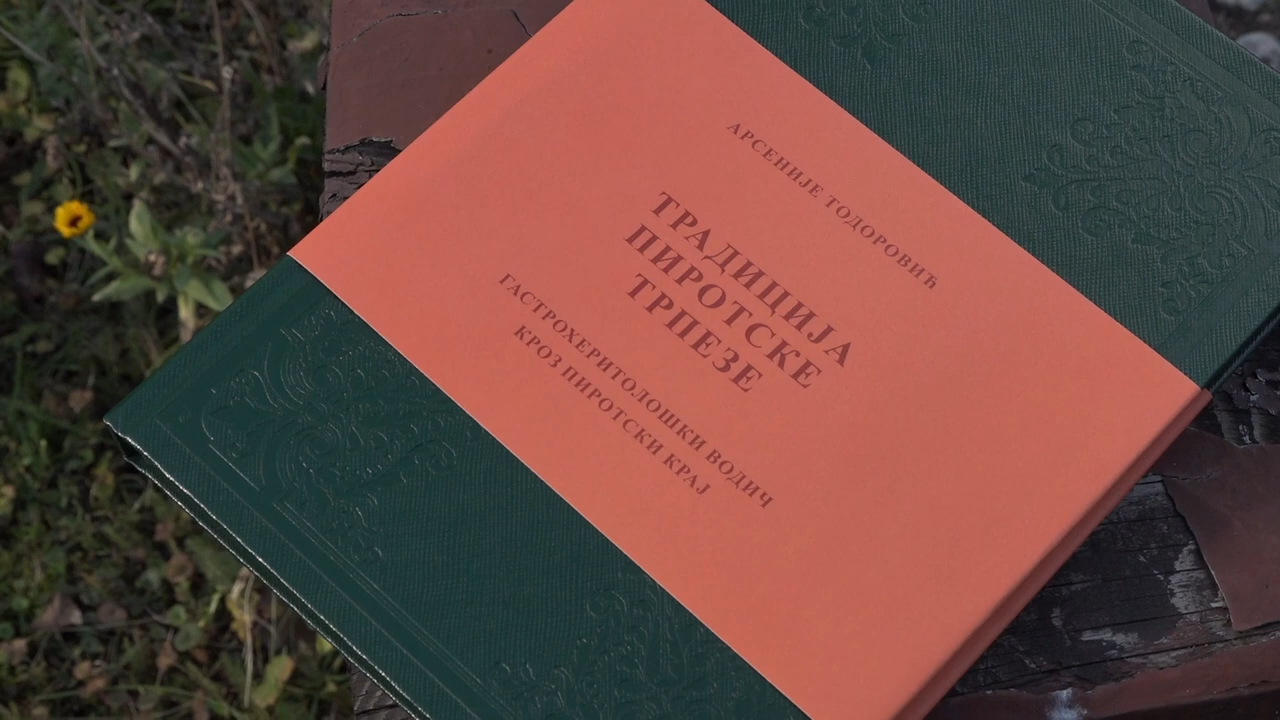 АРСЕНИЈЕ ТОДОРОВИЋ
ТРАДИЦИЈА
ПИРОТСКЕ
ТРПЕЗЕ
ГАСТРОХЕРИТОЛОШКИ ВОДИЧ
КРОЗ ПИРОТСКИ КРАЈ